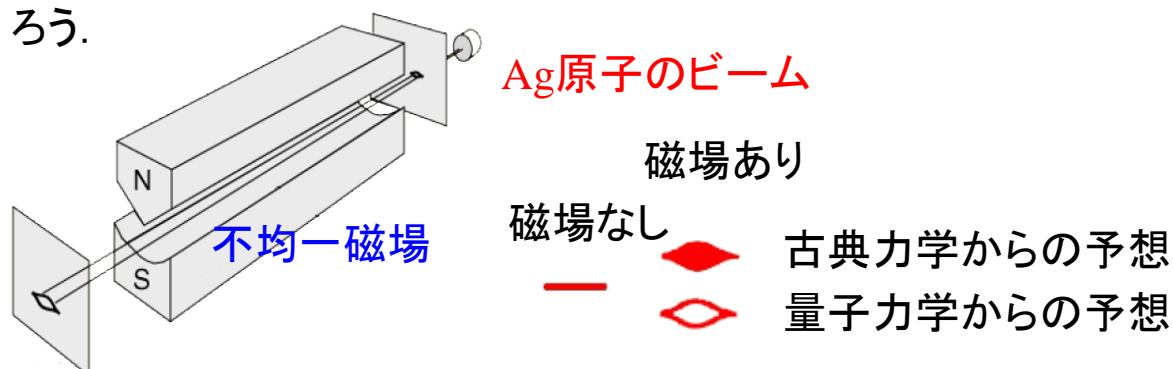 ろう.
Ag原子のビーム
磁場あり
N
磁場なし
不均一磁場
古典力学からの予想
S
量子力学からの予想